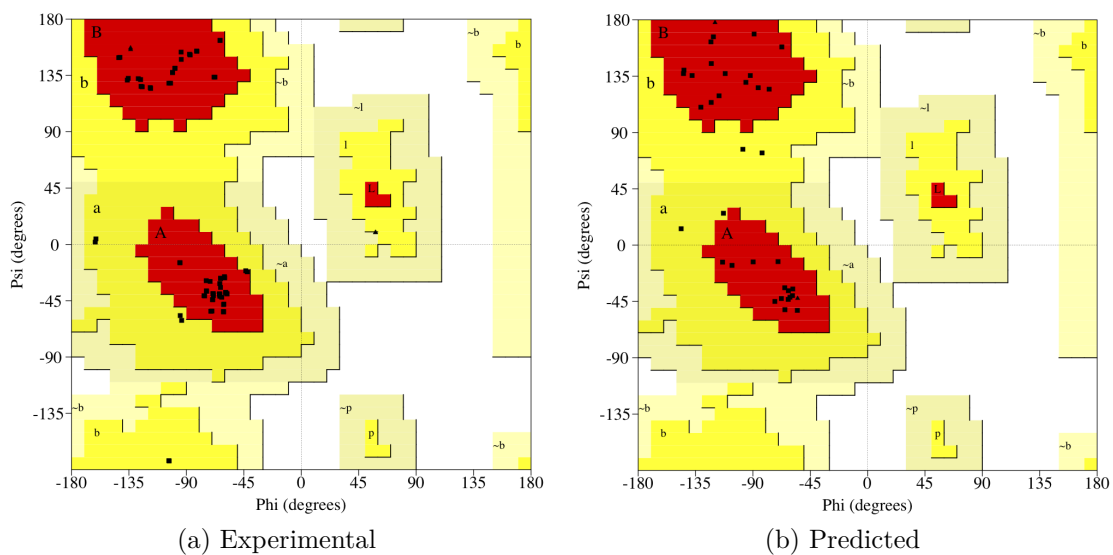 180
135
90
45
0
-45
-90
-135
-180
Psi (degrees)
B
b
~b
b
~b
~l
l
L
a
A
~a
~b
b
~p
p
~b
-180 -135 -90 -45 0 45 90 135 180
Phi (degrees)
(a) Experimental
180
135
90
45
0
-45
-90
-135
-180
Psi (degrees)
B
b
~b
b
~b
~l
l
L
a
A
~a
~b
b
~p
p
~b
-180 -135 -90 -45 0 45 90 135 180
Phi (degrees)
(b) Predicted